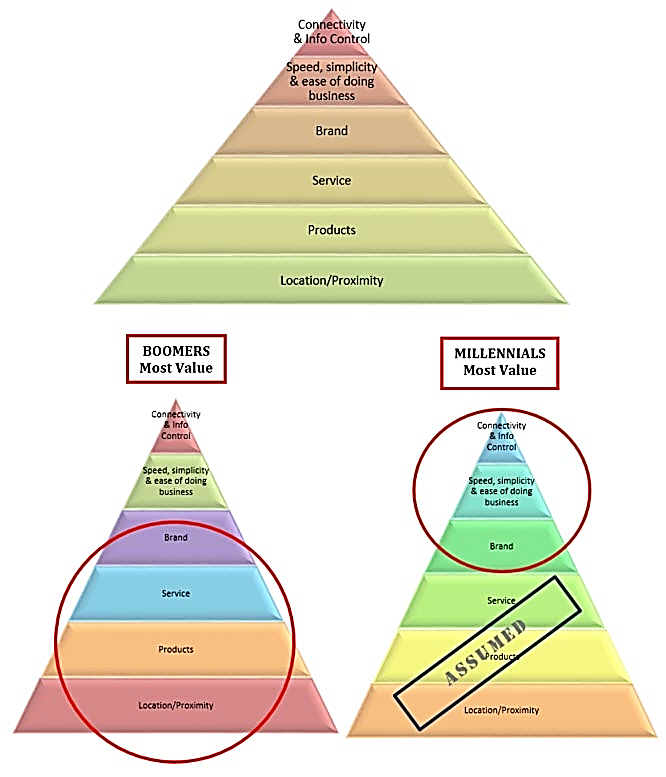 Connectivity
& Info Control
Speed, simplicity
& ease of doing
business
Brand
Service
Products
Location/Proximity
BOOMERS
Most Value
Connectivity
& Info
Control
Speed, simplicity
& ease of doing
business
Brand
Service
Products
Location/Proximity
MILLENNIALS
Most Value
Connectivity
& Info
Control
Speed, simplicity
& ease of doing
business
Brand
Service
Products
ASSUMED
Location/Proximity